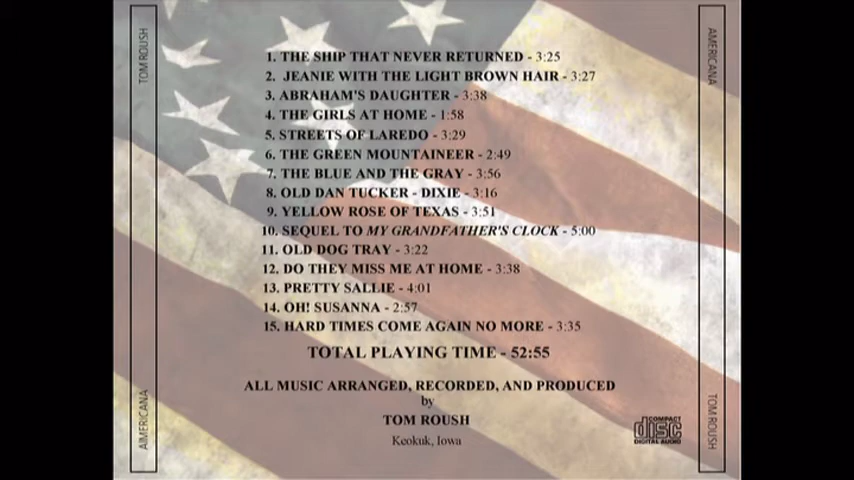 TOM ROUSH
AMERICANA
1. THE SHIP THAT NEVER RETURNED - 3:25
2. JEANIE WITH THE LIGHT BROWN HAIR - 3:27
3. ABRAHAM'S DAUGHTER - 3:38
4. THE GIRLS AT HOME - 1:58
5. STREETS OF LAREDO - 3:29
6. THE GREEN MOUNTAINEER - 2:49
7. THE BLUE AND THE GRAY - 3:56
8. OLD DAN TUCKER - DIXIE - 3:16
9. YELLOW ROSE OF TEXAS - 3:51
10. SEQUEL TO MY GRANDFATHER'S CLOCK - 5:00
11. OLD DOG TRAY - 3:22
12. DO THEY MISS ME AT HOME - 3:38
13. PRETTY SALLIE - 4:01
14. OH! SUSANNA - 2:57
15. HARD TIMES COME AGAIN NO MORE - 3:35
TOTAL PLAYING TIME - 52:55
ALL MUSIC ARRANGED, RECORDED, AND PRODUCED
by
TOM ROUSH
Keokuk, Iowa
AMERICANA
TOM ROUSH
COMPACT
disc
DIGITAL AUDIO